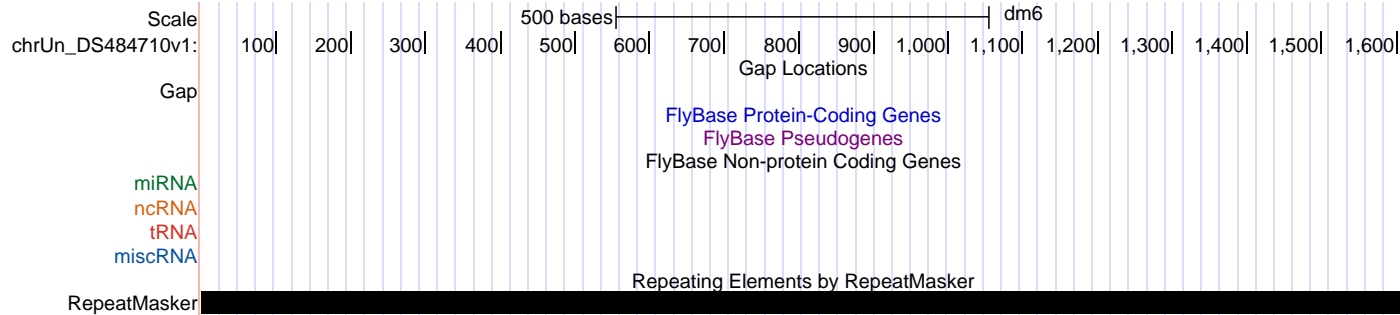 Scale 500 bases dm6
chrUn_DS484710v1: 100 200 300 400 500 600 700 800 900 1,000 1,100 1,200 1,300 1,400 1,500 1,600
Gap Locations
Gap
FlyBase Protein-Coding Genes
FlyBase Pseudogenes
FlyBase Non-protein Coding Genes
miRNA
ncRNA
tRNA
miscRNA
Repeating Elements by RepeatMasker
RepeatMasker